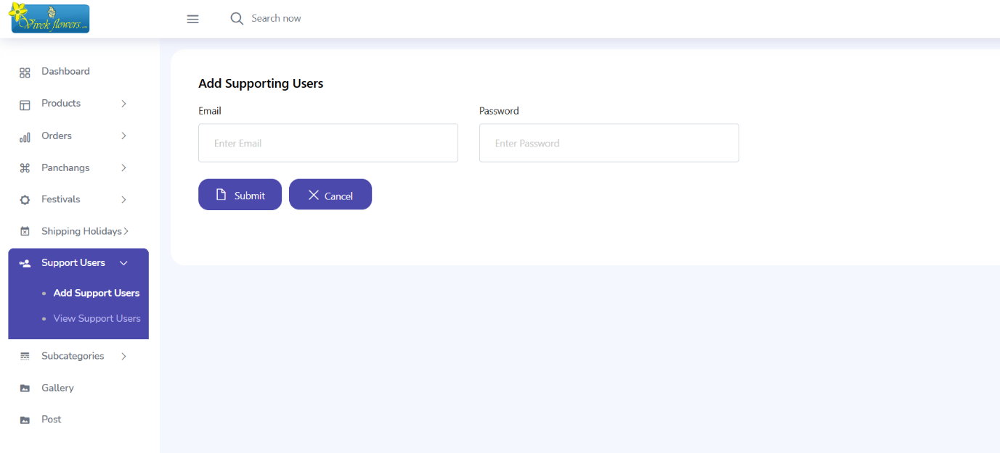 Vivek flowers.com
Search now
Dashboard
Products
Orders
Panchangs
Festivals
Shipping Holidays
Support Users
Add Support Users
View Support Users
Subcategories
Gallery
Post
Add Supporting Users
Email
Password
Enter Email
Enter Password
Submit
Cancel